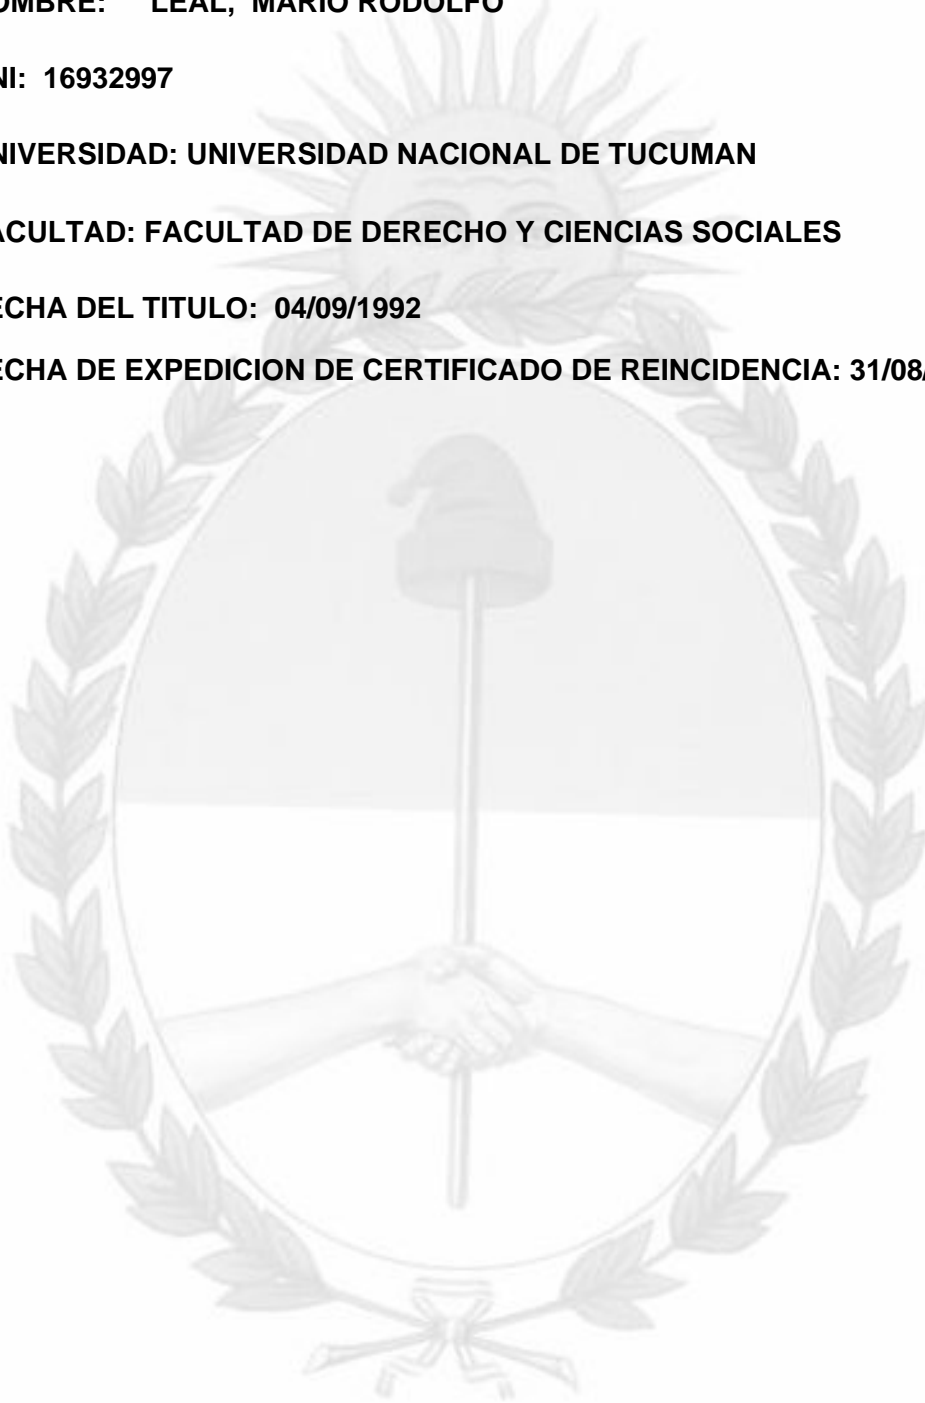 OMBRE: LEAL, MARIO RODOLFO
NI: 16932997
NIVERSIDAD: UNIVERSIDAD NACIONAL DE TUCUMAN
ACULTAD: FACULTAD DE DERECHO Y CIENCIAS SOCIALES
ECHA DEL TITULO: 04/09/1992
ECHA DE EXPEDICION DE CERTIFICADO DE REINCIDENCIA: 31/08/